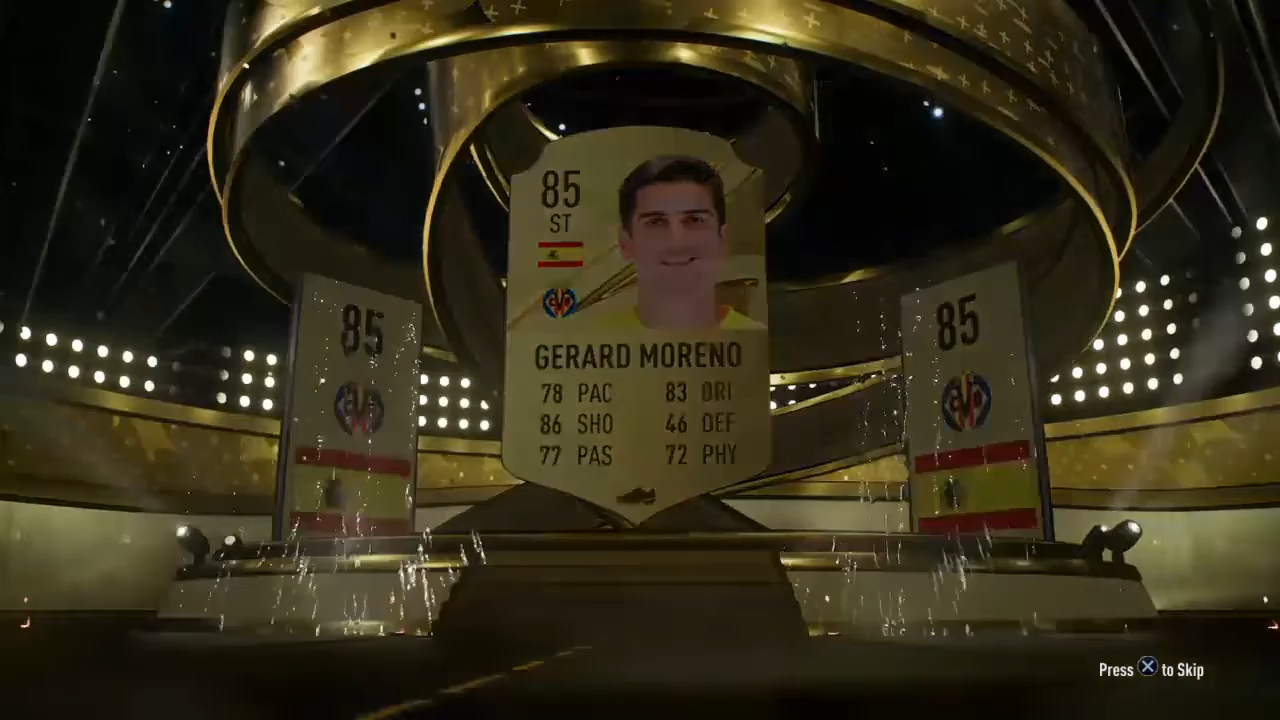 85
ST
GERARD MORENO
78 PAC 83 DRI
86 SHO 46 DEF
77 PAS 72 PHY
85
85
Press to Skip